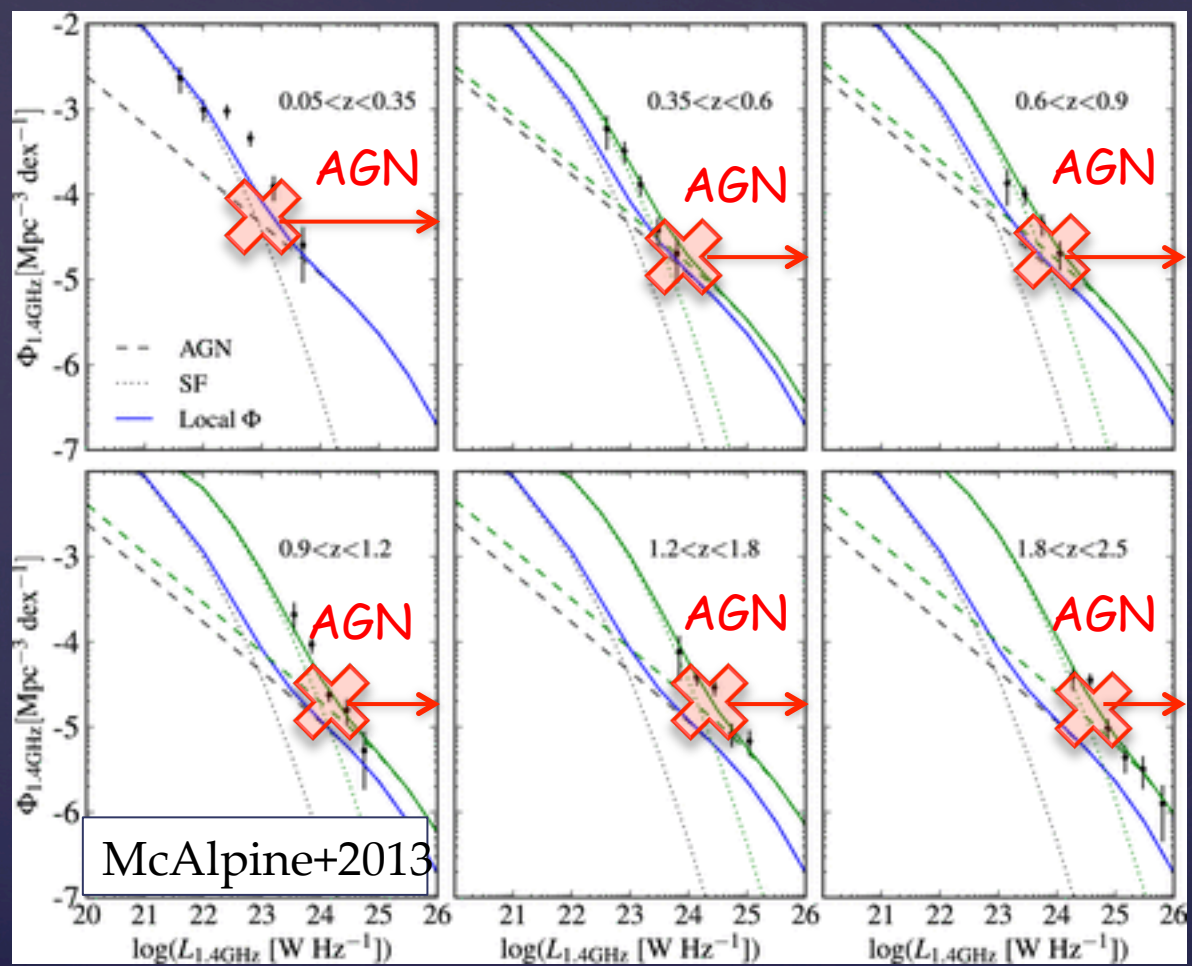 -2
-3
-4
-5
-6
-7
Φ1.4GHz[Mpc⁻³ dex⁻¹]
0.05<z<0.35
AGN
AGN
SF
Local Φ
0.35<z<0.6
AGN
0.6<z<0.9
AGN
-3
-4
-5
-6
-7
Φ1.4GHz[Mpc⁻³ dex⁻¹]
0.9<z<1.2
AGN
McAlpine+2013
1.2<z<1.8
AGN
1.8<z<2.5
AGN
20 21 22 23 24 25 26
21 22 23 24 25 26
21 22 23 24 25 26
log(L1.4GHz [W Hz⁻¹])
log(L1.4GHz [W Hz⁻¹])
log(L1.4GHz [W Hz⁻¹])